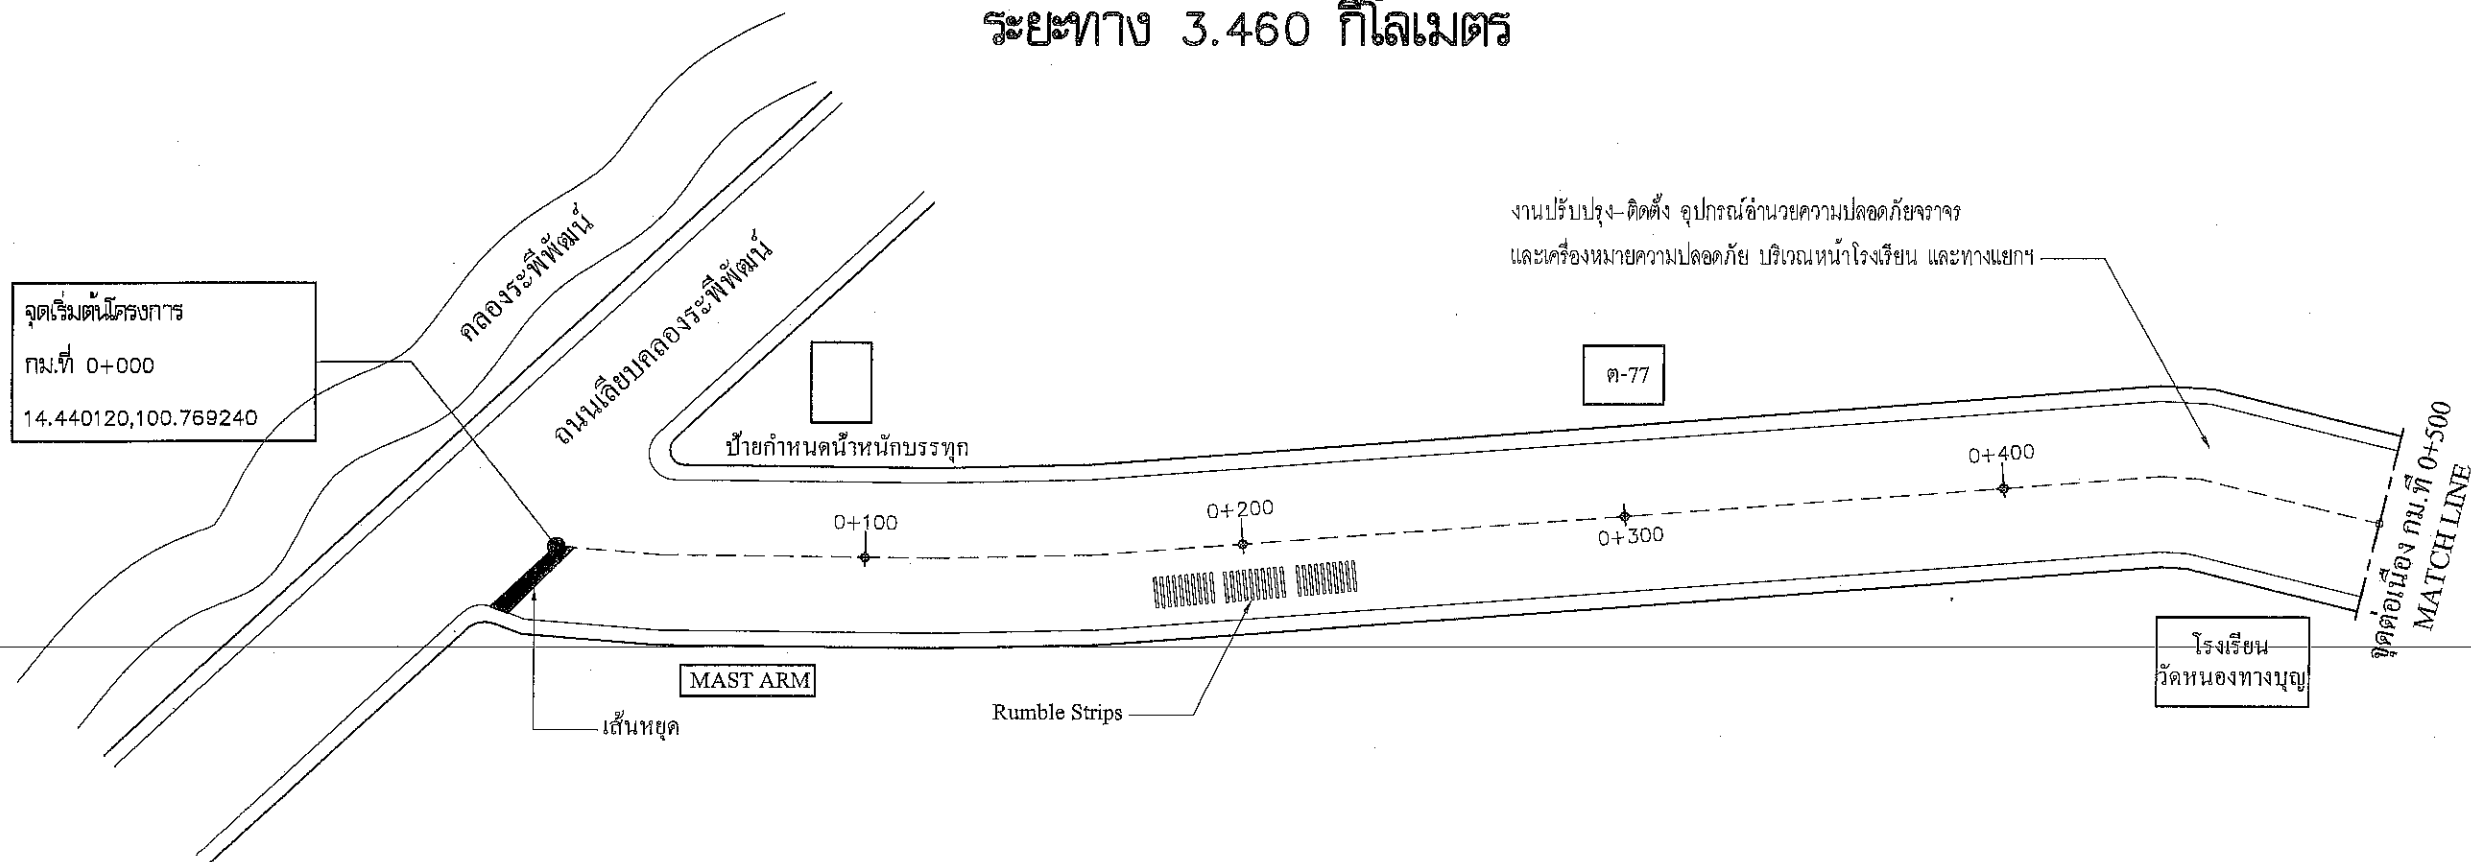 ระยะทาง 3.460 กิโลเมตร
งานปรับปรุง-ติดตั้ง อุปกรณ์อำนวยความปลอดภัยจราจร
และเครื่องหมายความปลอดภัย บริเวณหน้าโรงเรียน และทางแยกฯ
คลองระพีพัฒน์
ถนนเลียบคลองระพีพัฒน์
จุดเริ่มต้นโครงการ
กม.ที่ 0+000
14.440120,100.769240
ป้ายกำหนดน้ำหนักบรรทุก
ต-77
0+100
0+200
0+300
0+400
จุดต่อเนื่อง กม.ที่ 0+500
MATCH LINE
MAST ARM
เส้นหยุด
Rumble Strips
โรงเรียน
วัดหนองทางบุญ